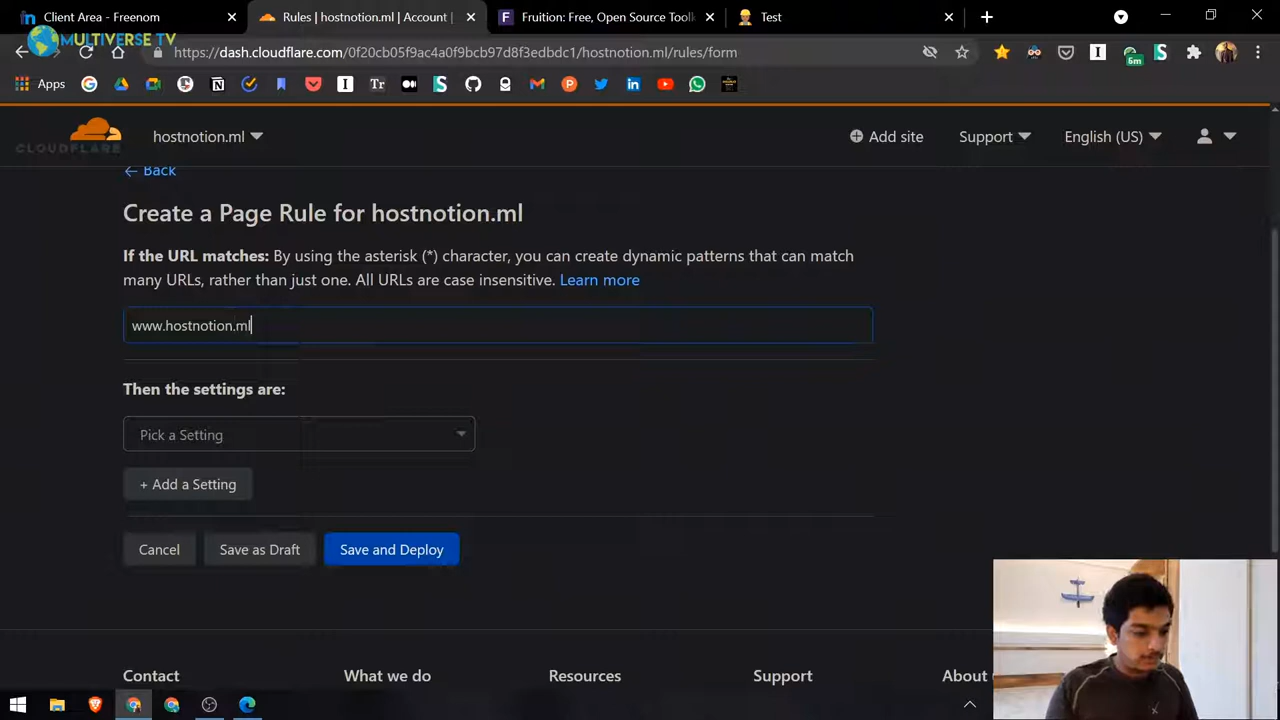 Client Area - Freenom
Rules | hostnotion.ml | Account |
Fruition: Free, Open Source Toolk
Test
MULTIVERSE TV
https://dash.cloudflare.com/0f20cb05f9ac4a0f9bcb97d8f3edbdc1/hostnotion.ml/rules/form
6m
Apps
Tr
CLOUDFLARE
hostnotion.ml
Add site
Support
English (US)
← Back
Create a Page Rule for hostnotion.ml
If the URL matches: By using the asterisk (*) character, you can create dynamic patterns that can match
many URLs, rather than just one. All URLs are case insensitive. Learn more
www.hostnotion.ml
Then the settings are:
Pick a Setting
+ Add a Setting
Cancel
Save as Draft
Save and Deploy
Contact
What we do
Resources
Support
About